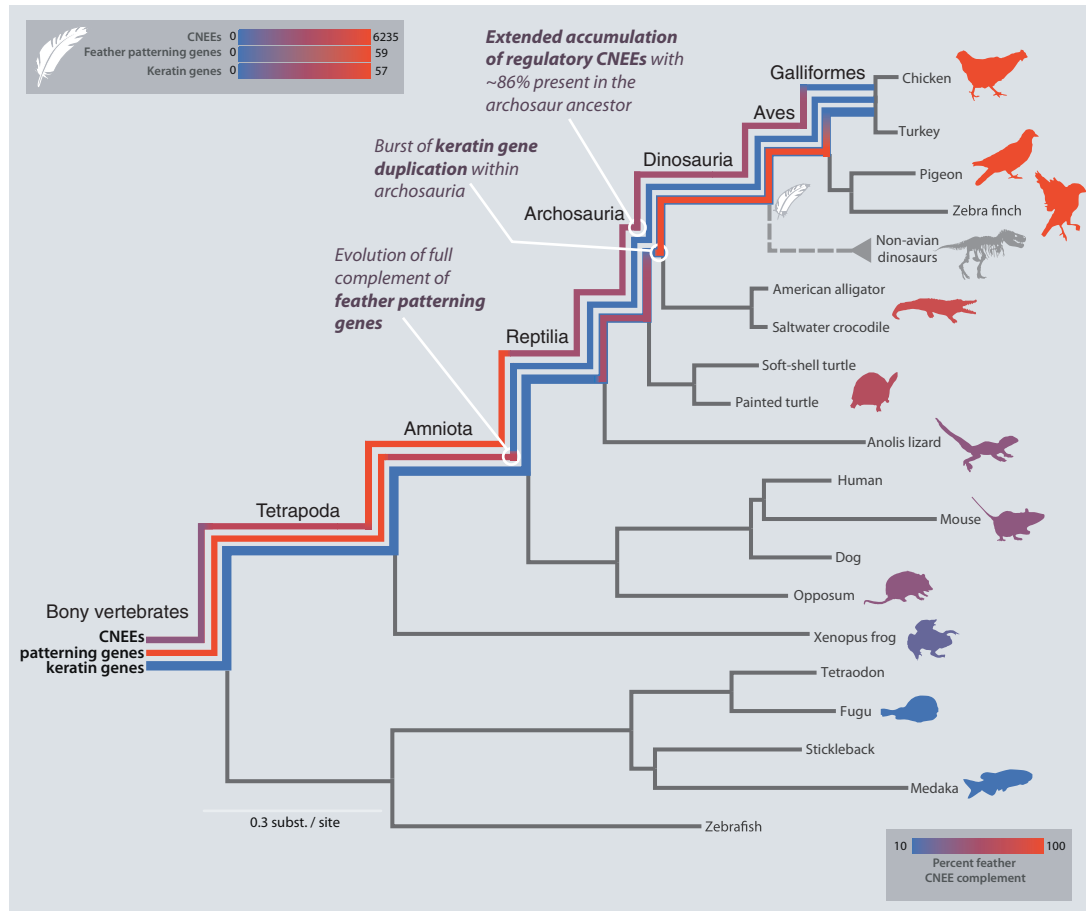 CNEEs 0 6235
Feather patterning genes 0 59
Keratin genes 0 57
Extended accumulation
of regulatory CNEEs with
~86% present in the
archosaur ancestor
Burst of keratin gene
duplication within
archosauria
Evolution of full
complement of
feather patterning
genes
Galliformes
Aves
Dinosauria
Archosauria
Reptilia
Amniota
Tetrapoda
Bony vertebrates
CNEEs
patterning genes
keratin genes
Chicken
Turkey
Pigeon
Zebra finch
Non-avian
dinosaurs
American alligator
Saltwater crocodile
Soft-shell turtle
Painted turtle
Anolis lizard
Human
Mouse
Dog
Opposum
Xenopus frog
Tetraodon
Fugu
Stickleback
Medaka
Zebrafish
0.3 subst. / site
10 100
Percent feather
CNEE complement